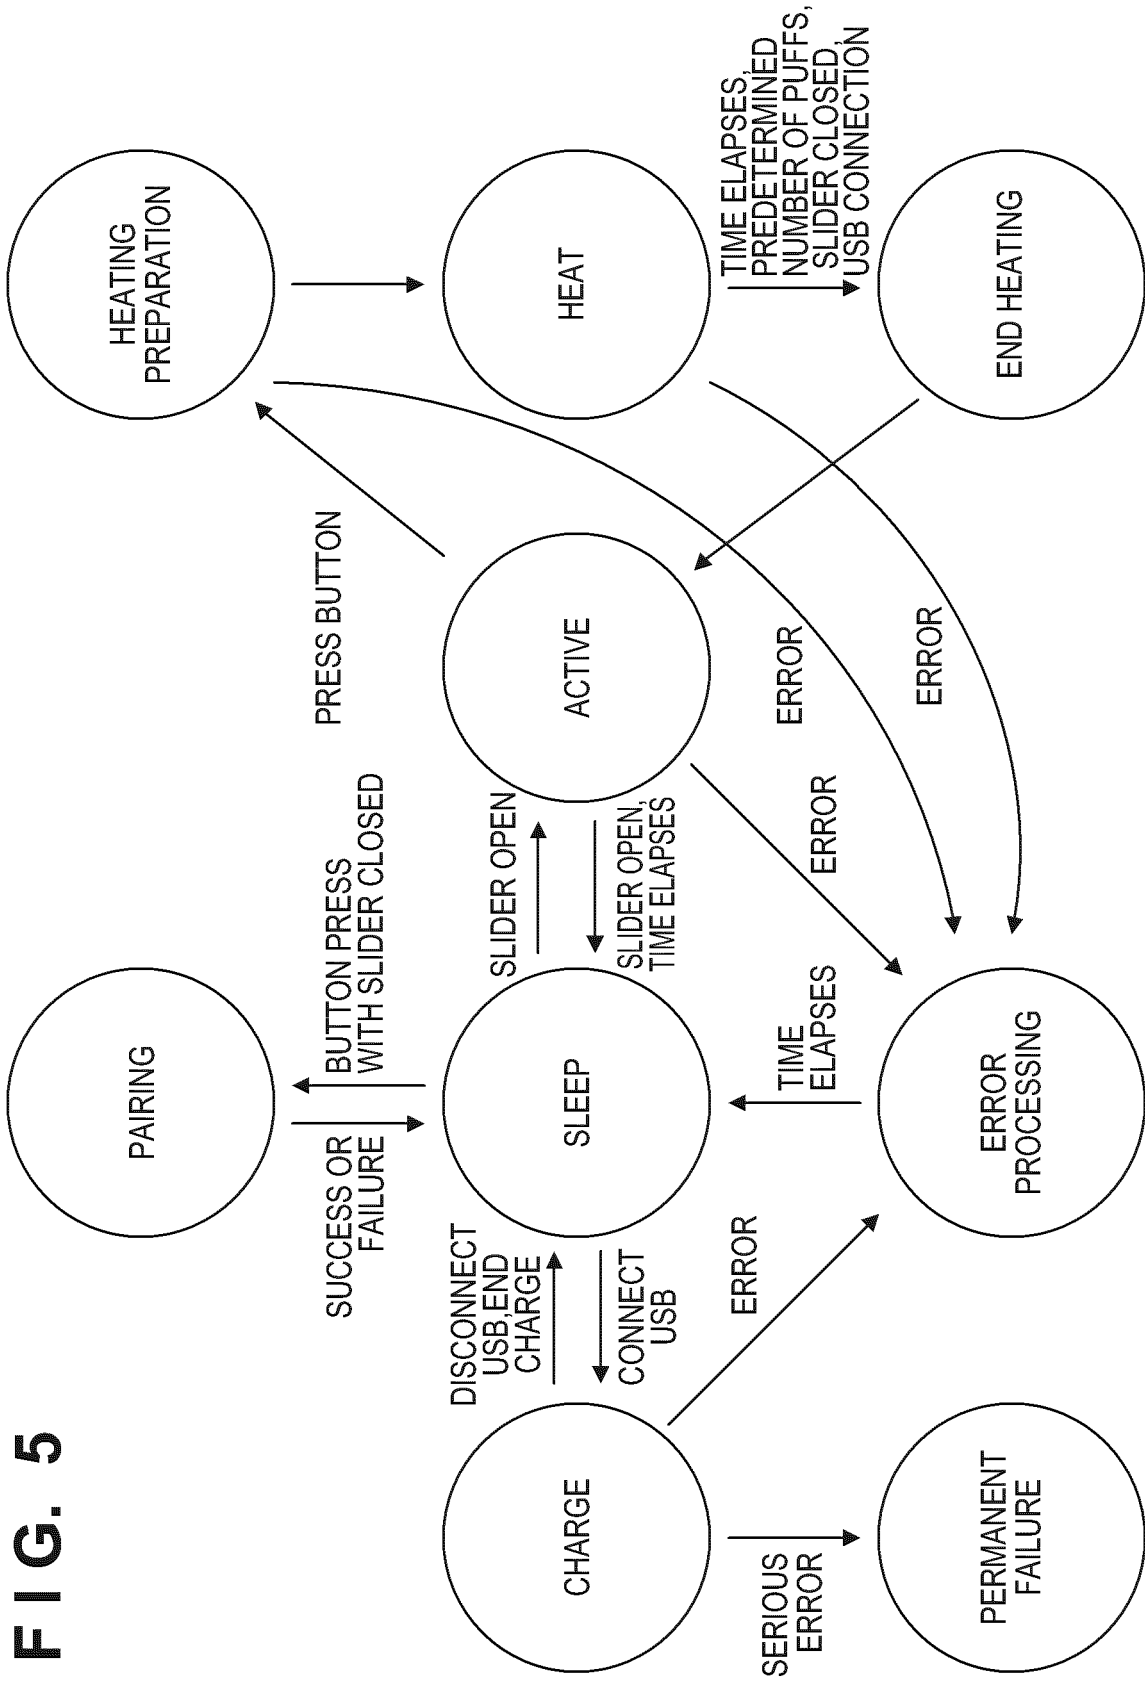 FIG. 5
PAIRING
HEATING
PREPARATION
SUCCESS OR
FAILURE
BUTTON PRESS
WITH SLIDER CLOSED
PRESS BUTTON
DISCONNECT
USB,END
CHARGE
SLIDER OPEN
CHARGE
SLEEP
ACTIVE
HEAT
CONNECT
USB
SLIDER OPEN,
TIME ELAPSES
SERIOUS
ERROR
ERROR
TIME
ELAPSES
ERROR
ERROR
ERROR
TIME ELAPSES,
PREDETERMINED
NUMBER OF PUFFS,
SLIDER CLOSED,
USB CONNECTION
PERMANENT
FAILURE
ERROR
PROCESSING
END HEATING